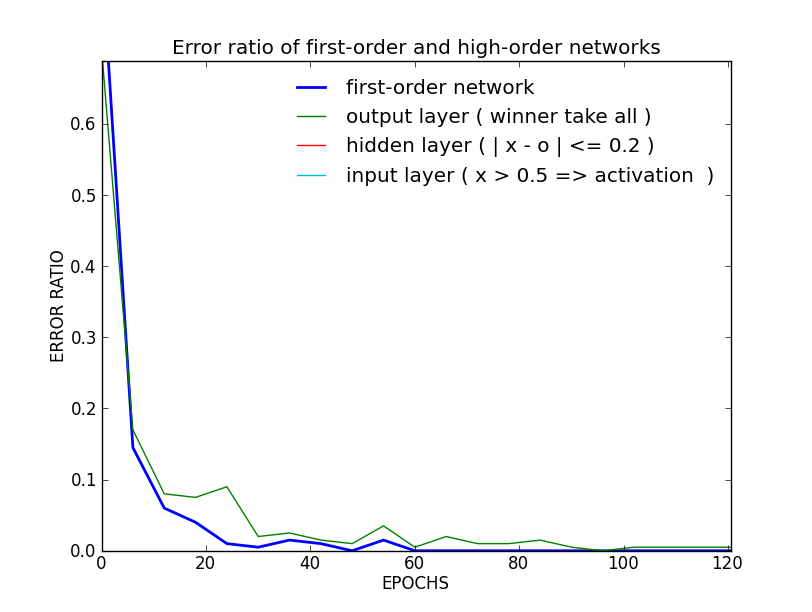 Error ratio of first-order and high-order networks
first-order network
output layer ( winner take all )
hidden layer ( | x - o | <= 0.2 )
input layer ( x > 0.5 => activation  )
ERROR RATIO
0.6
0.5
0.4
0.3
0.2
0.1
0.0
0 20 40 60 80 100 120
EPOCHS